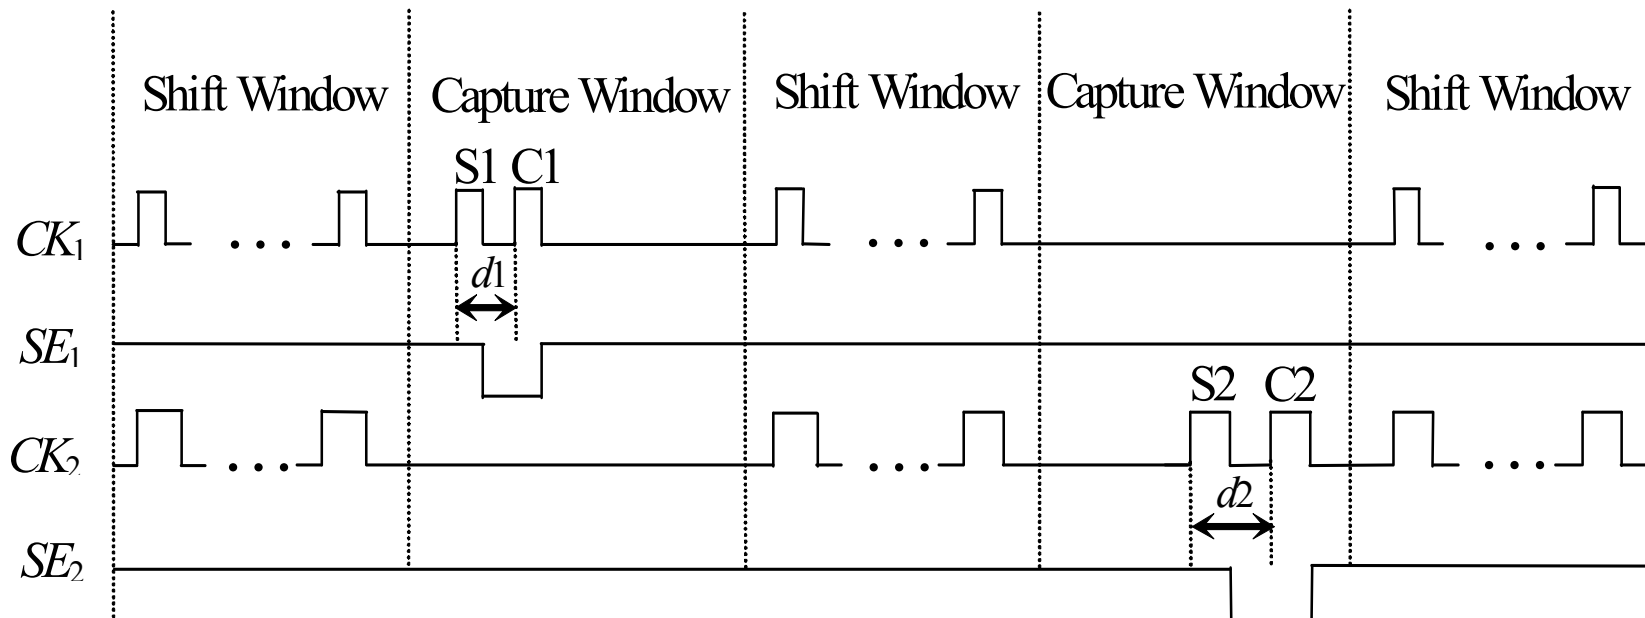 Shift Window Capture Window Shift Window Capture Window Shift Window
S1 C1
CK1
d1
SE1
S2 C2
CK2
d2
SE2